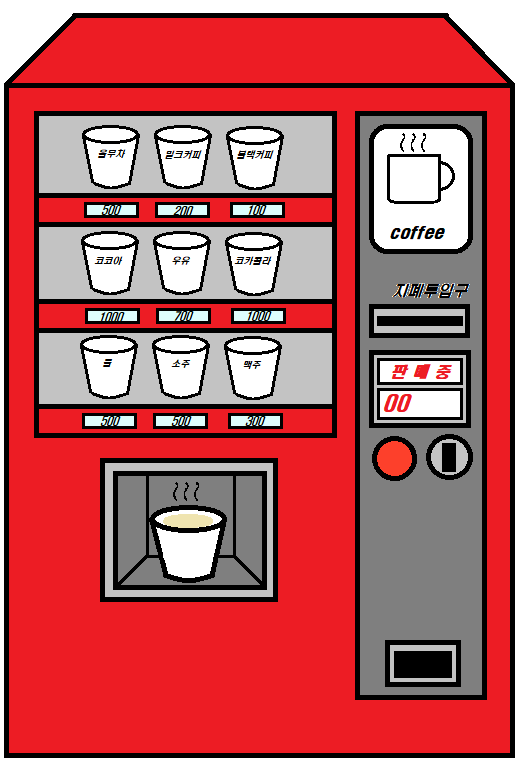 율무차 밀크커피 블랙커피
500 200 100
코코아 우유 코카콜라
1000 700 1000
물 소주 맥주
500 500 300
coffee
지폐투입구
판매중
00